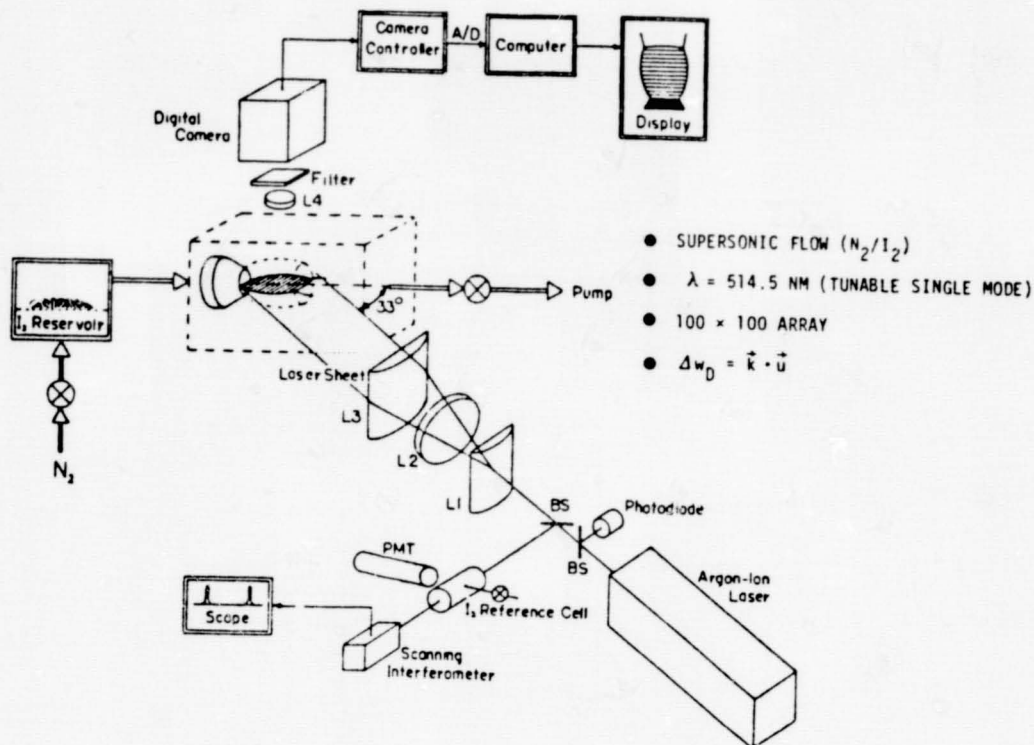 Camera
Controller
A/D
Computer
Display
Digital
Camera
Filter
L4
I₂ Reservoir
N₂
33°
Pump
Laser Sheet
L3
L2
L1
BS
Photodiode
BS
PMT
Argon-Ion
Laser
I₂ Reference Cell
Scope
Scanning
Interferometer
● SUPERSONIC FLOW (N₂/I₂)
● λ = 514.5 NM (TUNABLE SINGLE MODE)
● 100 × 100 ARRAY
● Δw_D = k⃗ · u⃗